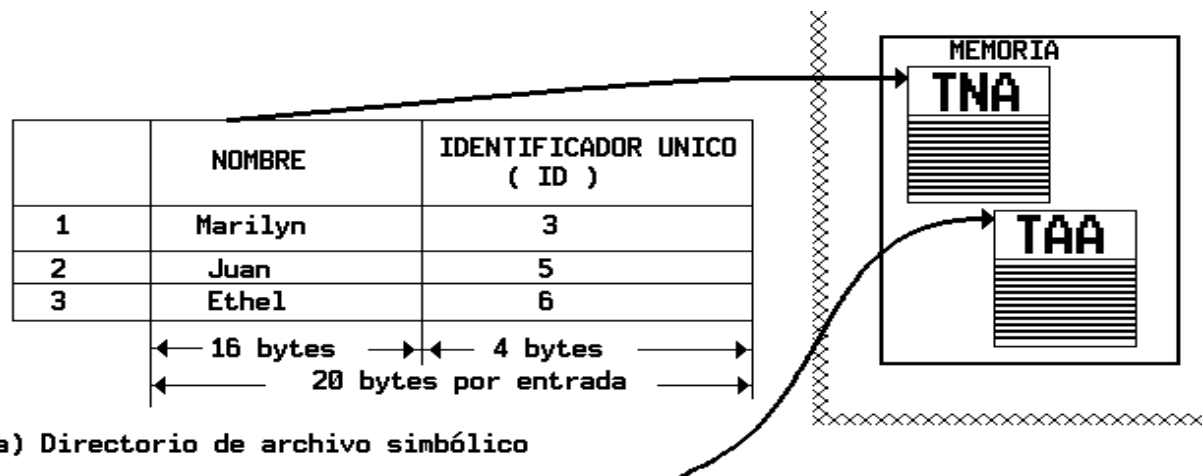 MEMORIA
TNA
TAA
NOMBRE
IDENTIFICADOR UNICO
( ID )
1 Marilyn 3
2 Juan 5
3 Ethel 6
16 bytes 4 bytes
20 bytes por entrada
a) Directorio de archivo simbólico